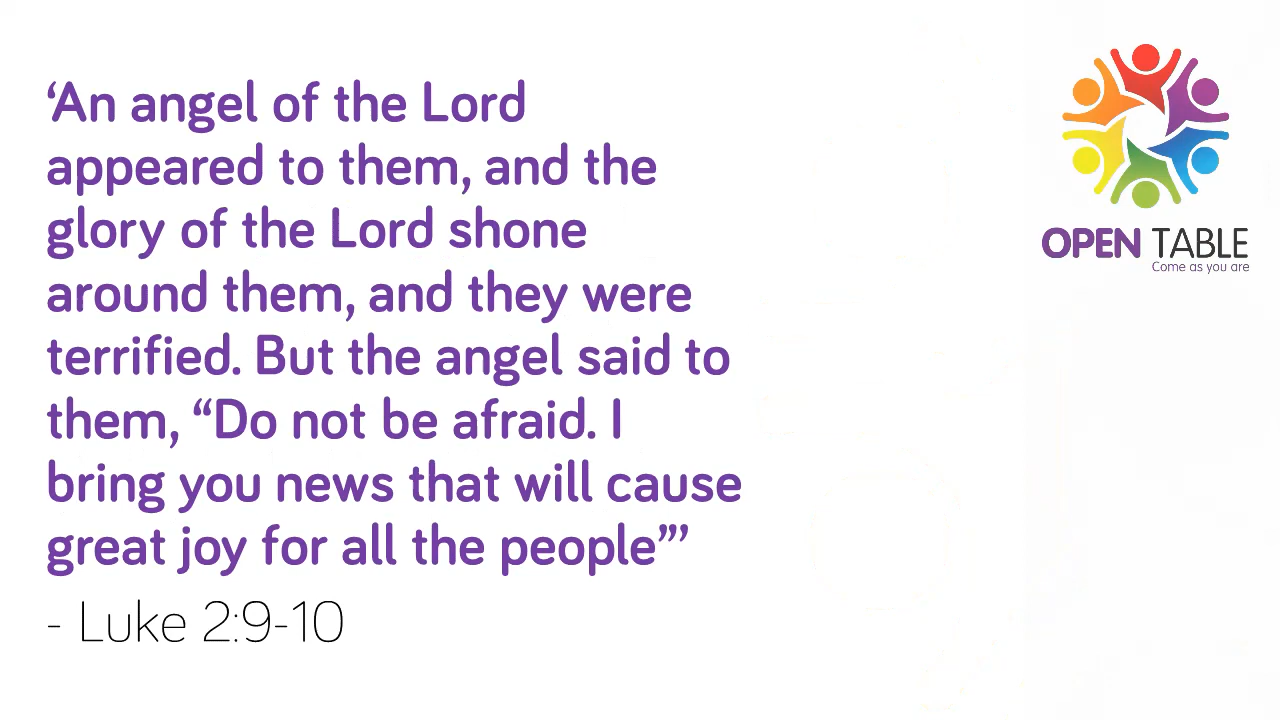 ‘An angel of the Lord
appeared to them, and the
glory of the Lord shone
around them, and they were
terrified. But the angel said to
them, “Do not be afraid. I
bring you news that will cause
great joy for all the people”’
- Luke 2:9-10
OPEN TABLE
Come as you are